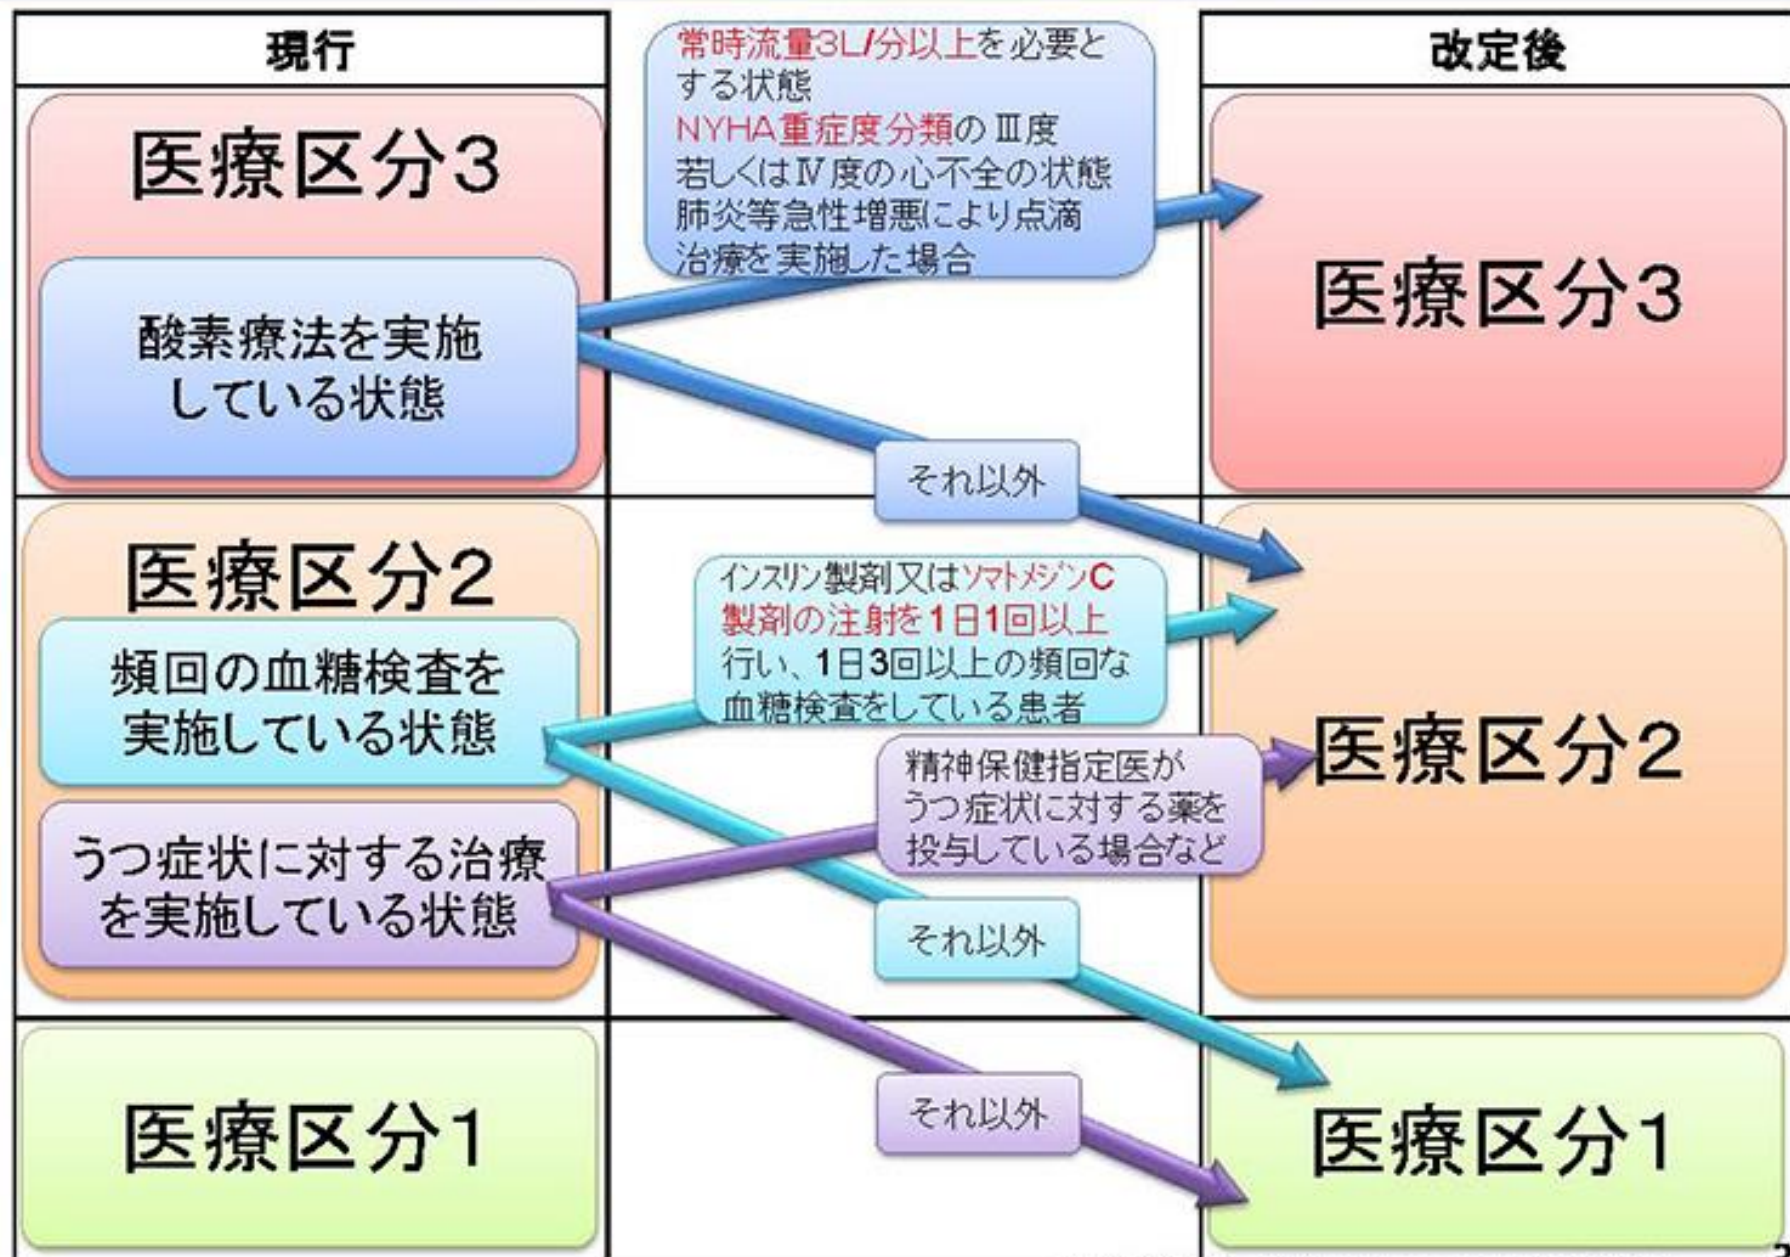 現行
改定後
医療区分3
酸素療法を実施
している状態
常時流量3L/分以上を必要と
する状態
NYHA重症度分類のⅢ度
若しくはⅣ度の心不全の状態
肺炎等急性増悪により点滴
治療を実施した場合
医療区分3
それ以外
医療区分2
頻回の血糖検査を
実施している状態
うつ症状に対する治療
を実施している状態
インスリン製剤又はソマトメジンC
製剤の注射を1日1回以上
行い、1日3回以上の頻回な
血糖検査をしている患者
精神保健指定医が
うつ症状に対する薬を
投与している場合など
医療区分2
それ以外
医療区分1
それ以外
医療区分1